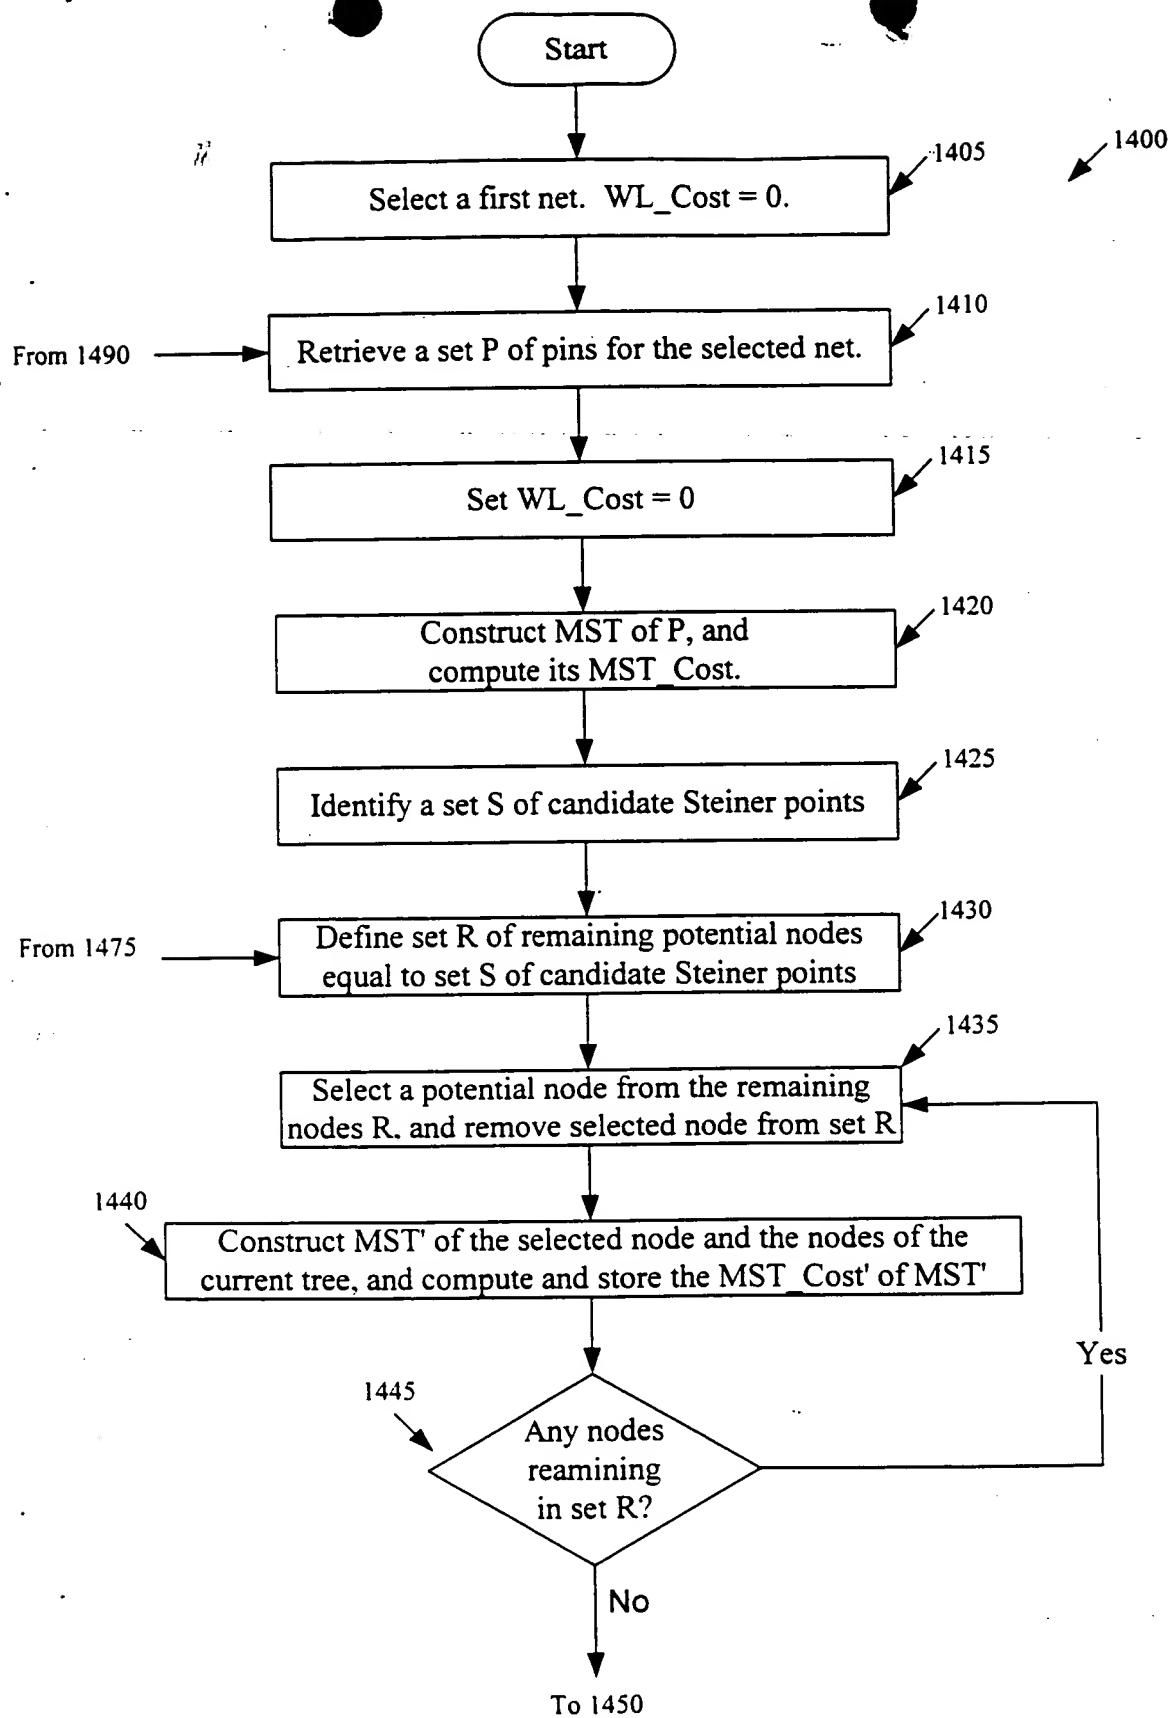 Start
1400
1405
Select a first net. WL_Cost = 0.
1410
From 1490
Retrieve a set P of pins for the selected net.
1415
Set WL_Cost = 0
1420
Construct MST of P, and
compute its MST_Cost.
1425
Identify a set S of candidate Steiner points
1430
From 1475
Define set R of remaining potential nodes
equal to set S of candidate Steiner points
1435
Select a potential node from the remaining
nodes R. and remove selected node from set R
1440
Construct MST' of the selected node and the nodes of the
current tree, and compute and store the MST_Cost' of MST'
Yes
1445
Any nodes
reamining
in set R?
No
To 1450